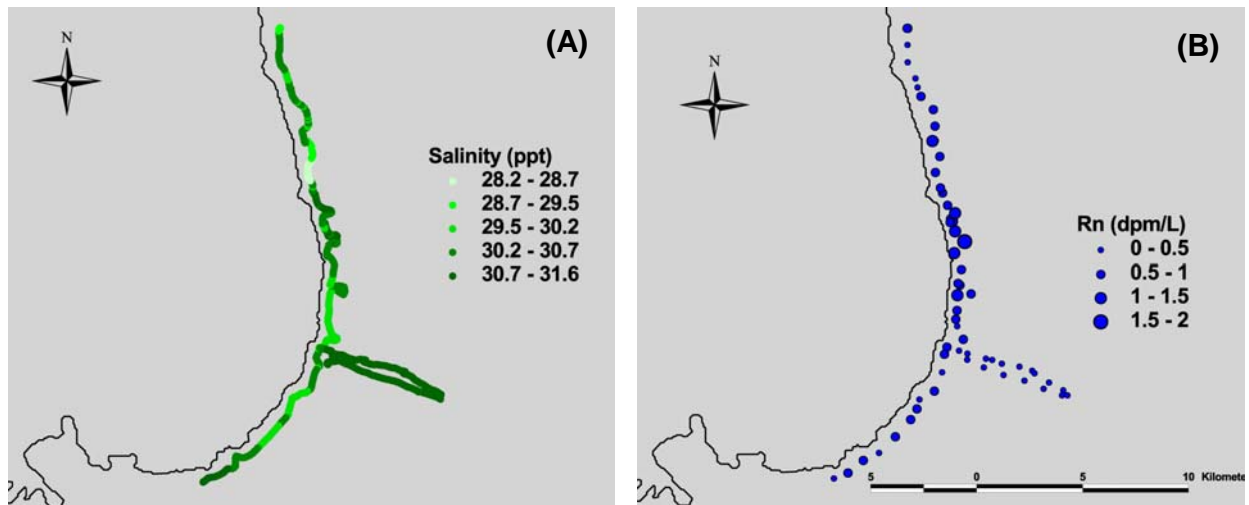 N
(A)
Salinity (ppt)
28.2 - 28.7
28.7 - 29.5
29.5 - 30.2
30.2 - 30.7
30.7 - 31.6
N
(B)
Rn (dpm/L)
0 - 0.5
0.5 - 1
1 - 1.5
1.5 - 2
5 0 5 10 Kilomete